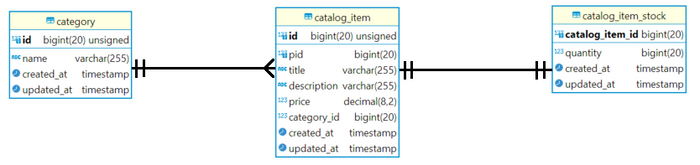 category
id bigint(20) unsigned
name varchar(255)
created_at timestamp
updated_at timestamp
catalog_item
id bigint(20) unsigned
pid bigint(20)
title varchar(255)
description varchar(255)
price decimal(8,2)
category_id bigint(20)
created_at timestamp
updated_at timestamp
catalog_item_stock
catalog_item_id bigint(20)
quantity bigint(20)
created_at timestamp
updated_at timestamp